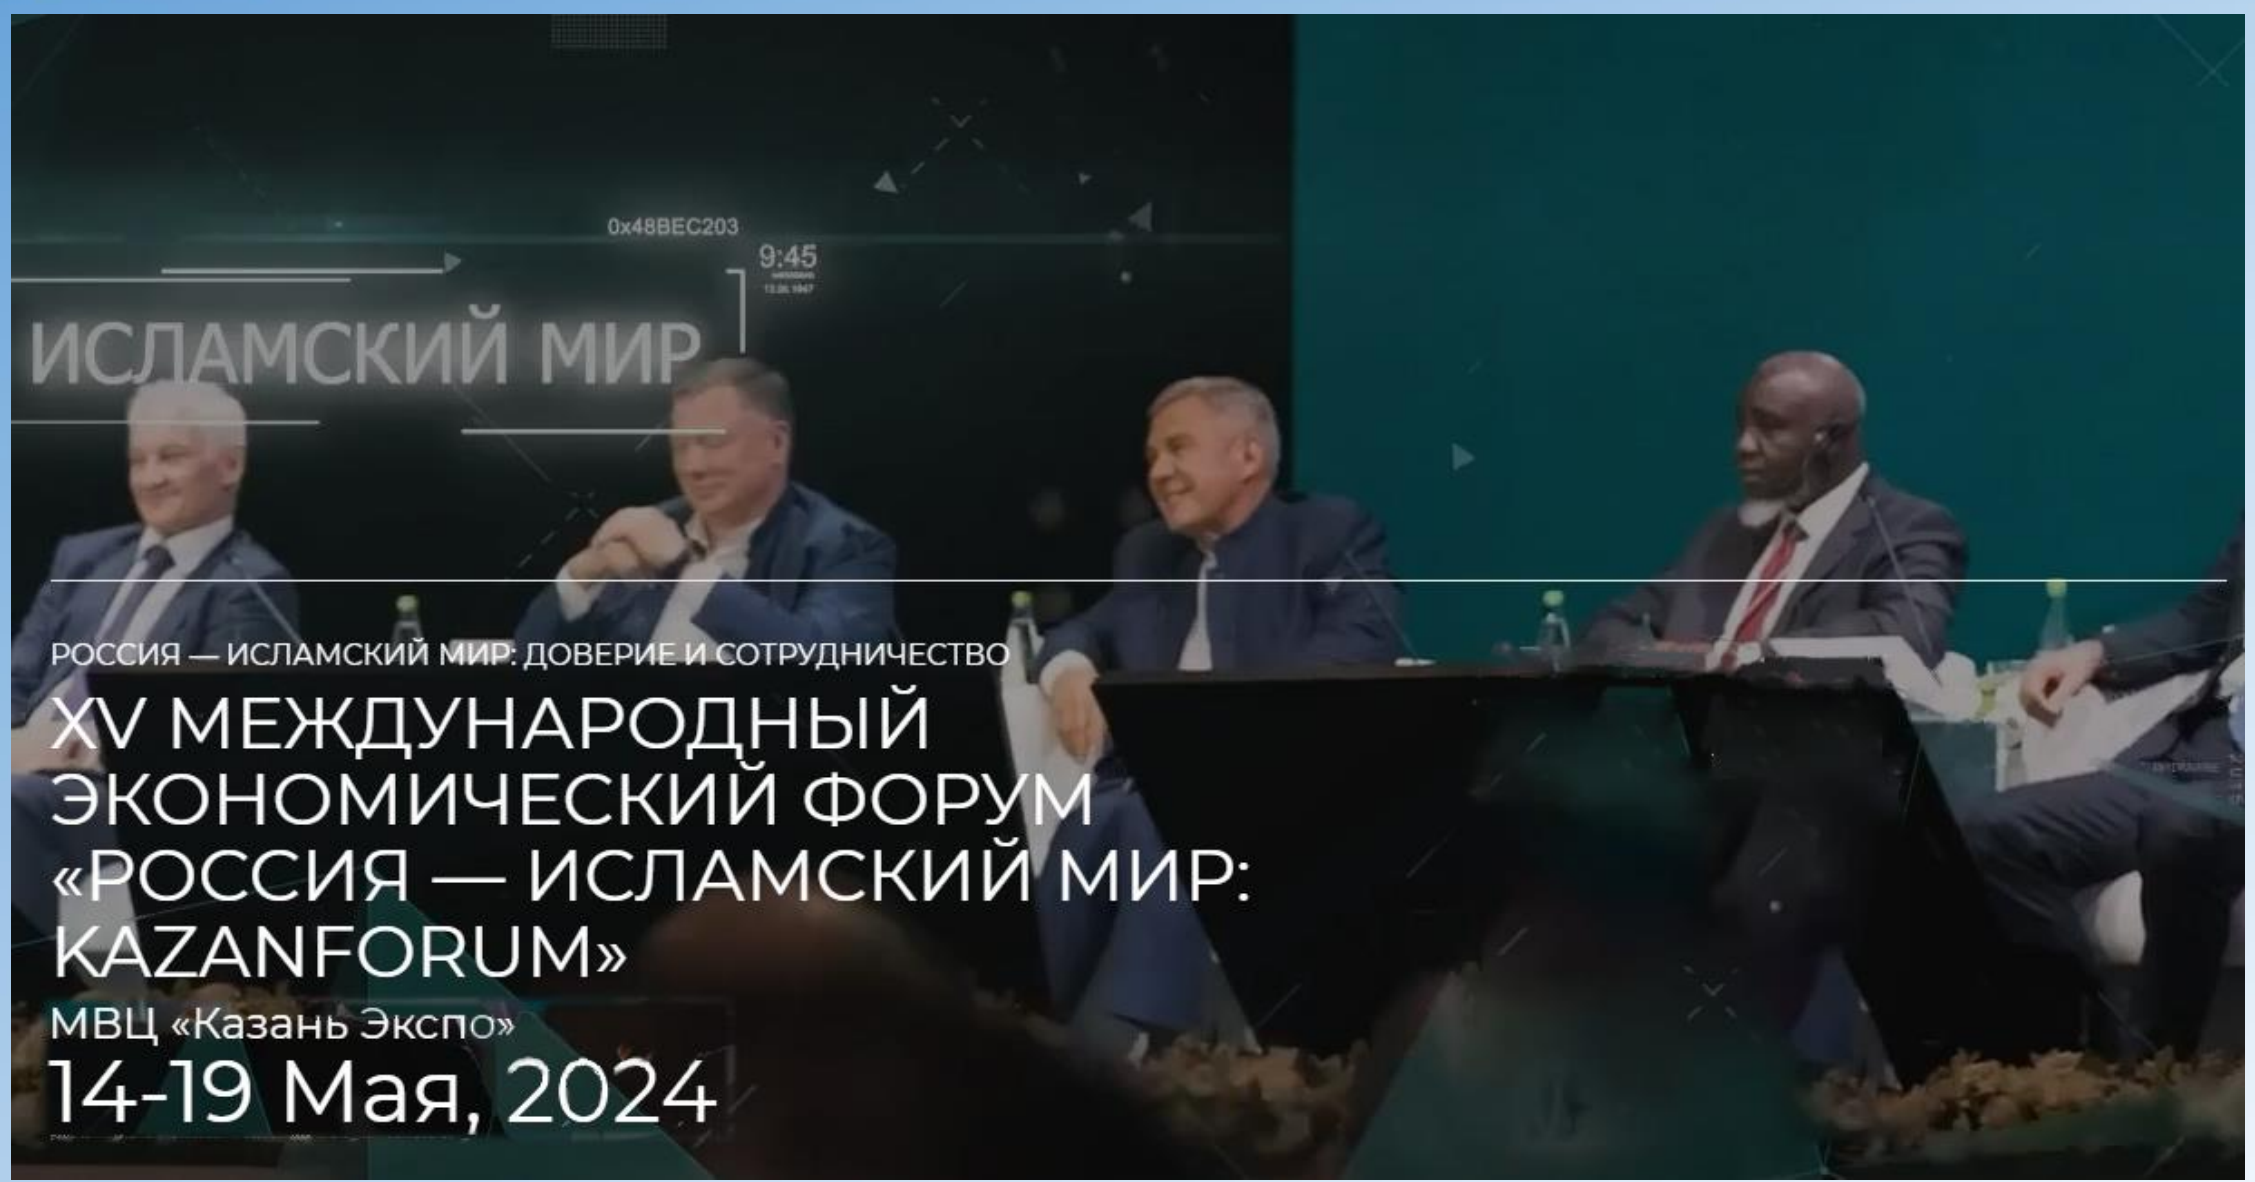 0x48BEC203
9:45
ИСЛАМСКИЙ МИР
РОССИЯ — ИСЛАМСКИЙ МИР: ДОВЕРИЕ И СОТРУДНИЧЕСТВО
XV МЕЖДУНАРОДНЫЙ
ЭКОНОМИЧЕСКИЙ ФОРУМ
«РОССИЯ — ИСЛАМСКИЙ МИР:
KAZANFORUM»
МВЦ «Казань Экспо»
14-19 Мая, 2024